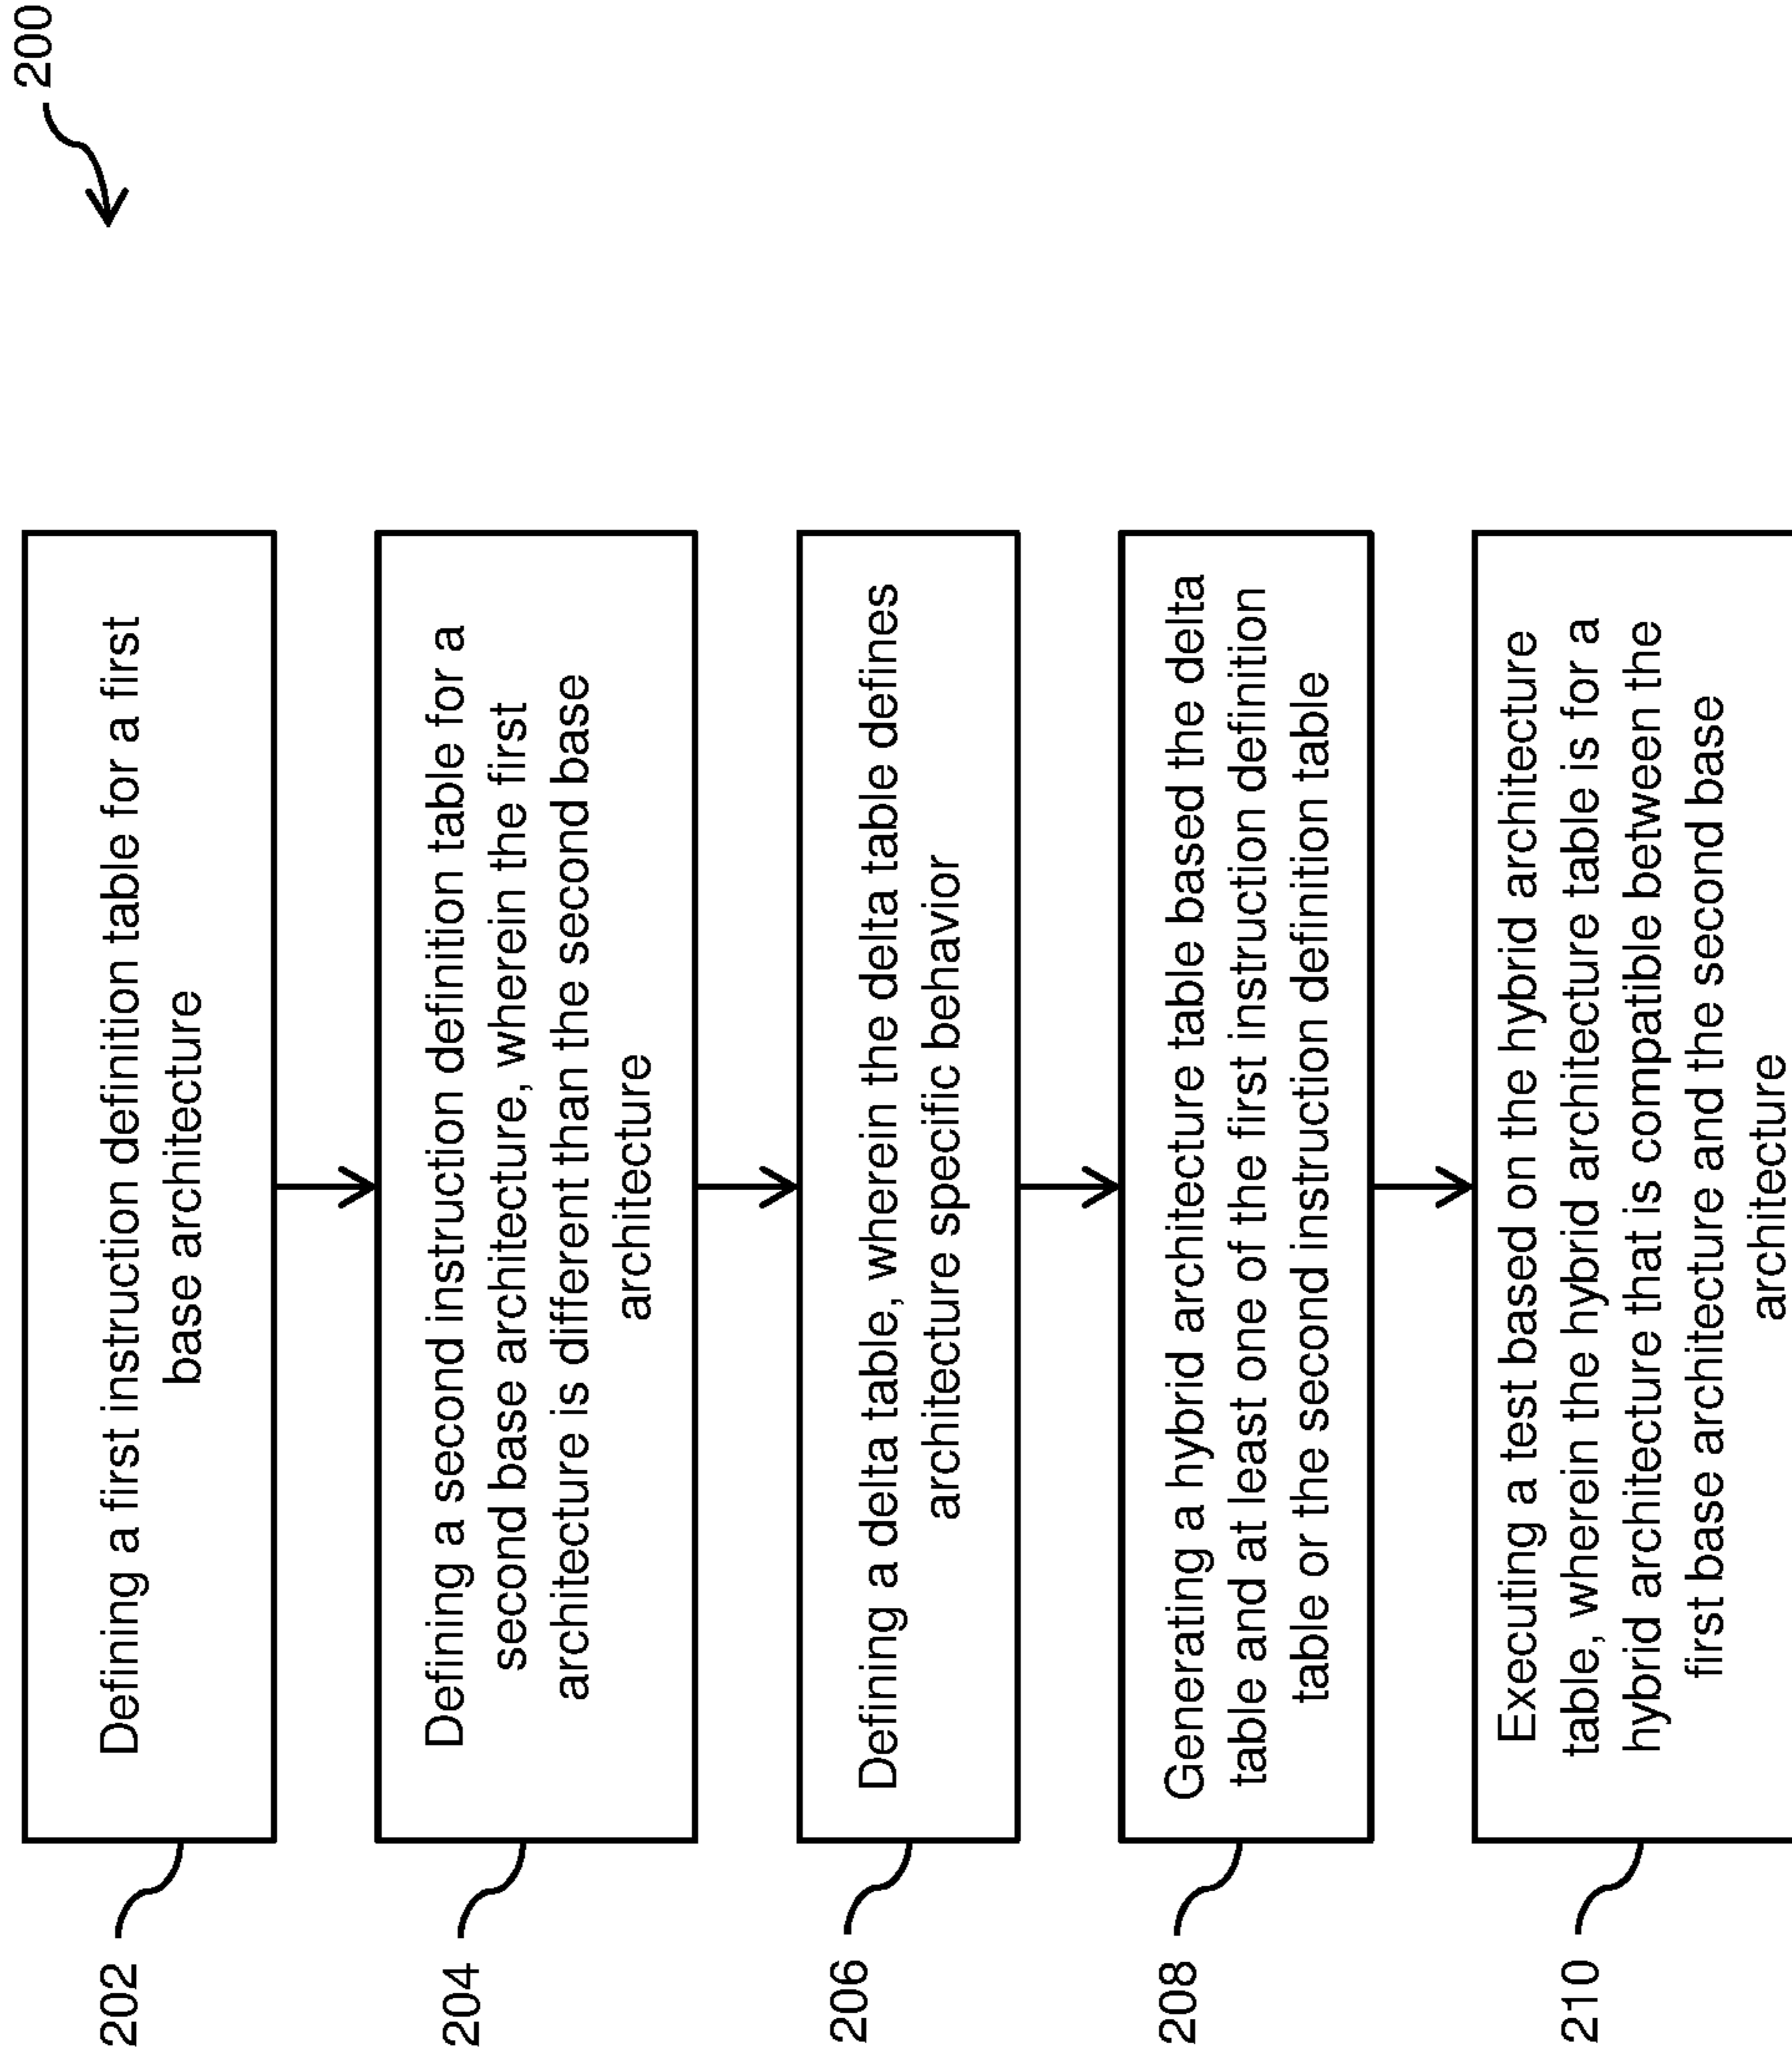 200
202
Defining a first instruction definition table for a first
base architecture
204
Defining a second instruction definition table for a
second base architecture, wherein the first
architecture is different than the second base
architecture
206
Defining a delta table, wherein the delta table defines
architecture specific behavior
208
Generating a hybrid architecture table based the delta
table and at least one of the first instruction definition
table or the second instruction definition table
210
Executing a test based on the hybrid architecture
table, wherein the hybrid architecture table is for a
hybrid architecture that is compatible between the
first base architecture and the second base
architecture